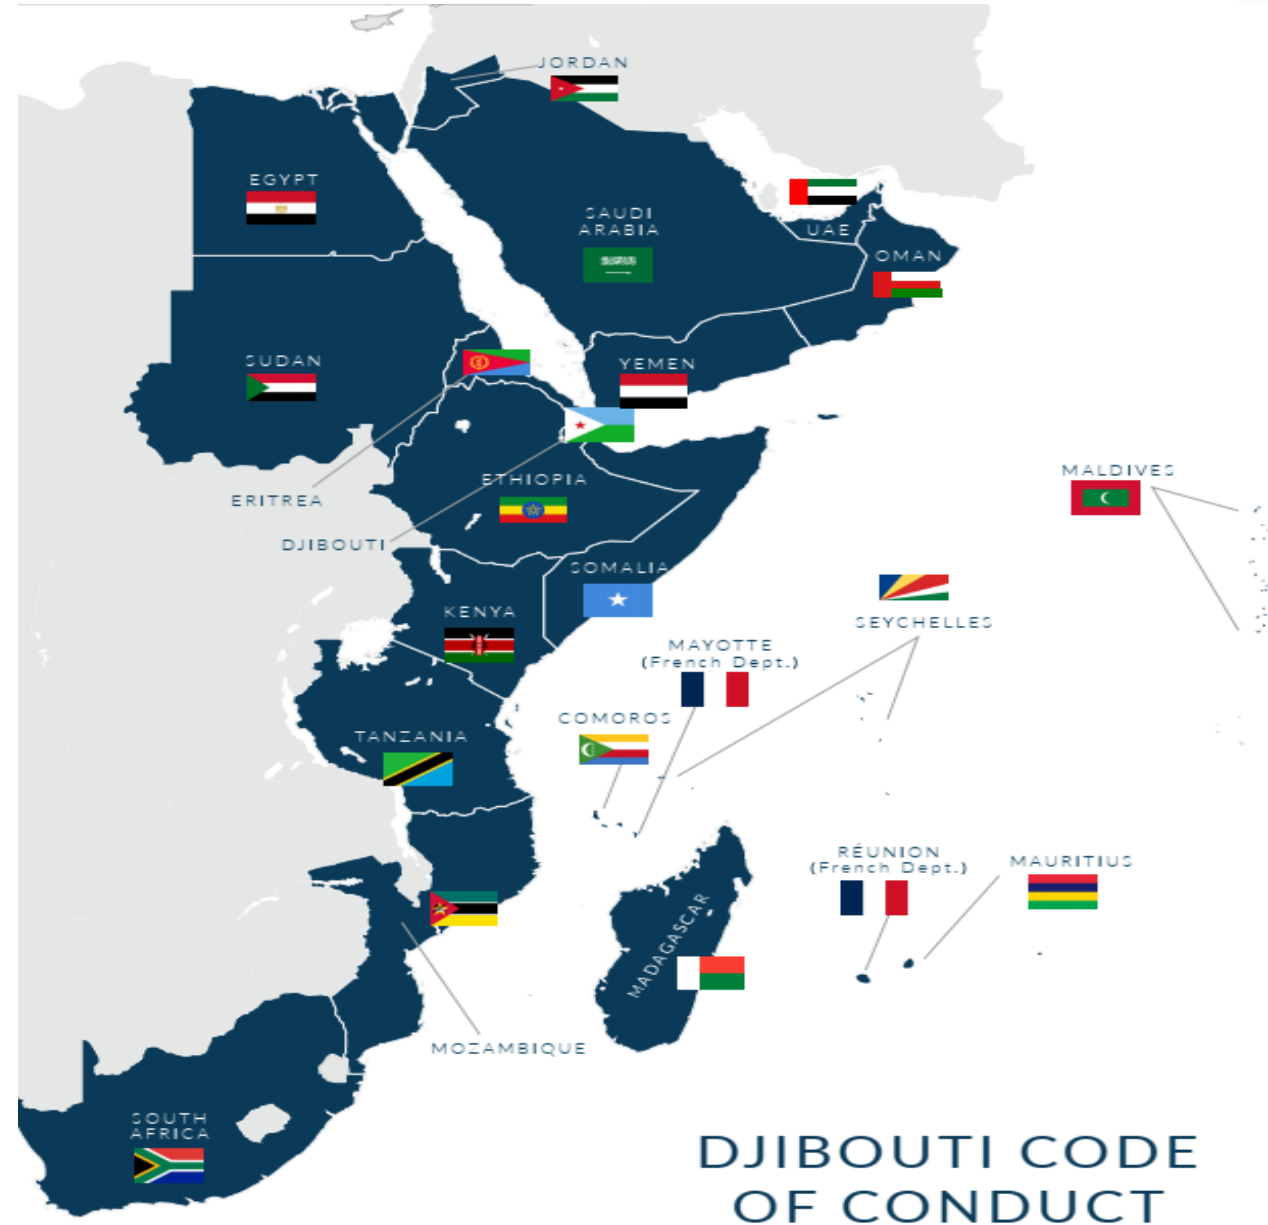 JORDAN
EGYPT
SAUDI
ARABIA
UAE
OMAN
SUDAN
YEMEN
MALDIVES
ETHIOPIA
ERITREA
DJIBOUTI
SOMALIA
KENYA
SEYCHELLES
MAYOTTE
(French Dept.)
COMOROS
TANZANIA
RÉUNION
(French Dept.)
MAURITIUS
MADAGASCAR
MOZAMBIQUE
SOUTH
AFRICA
DJIBOUTI CODE
OF CONDUCT